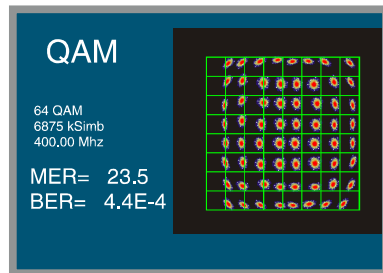 QAM
64 QAM
6875 kSimb
400.00 Mhz
MER= 23.5
BER= 4.4E-4